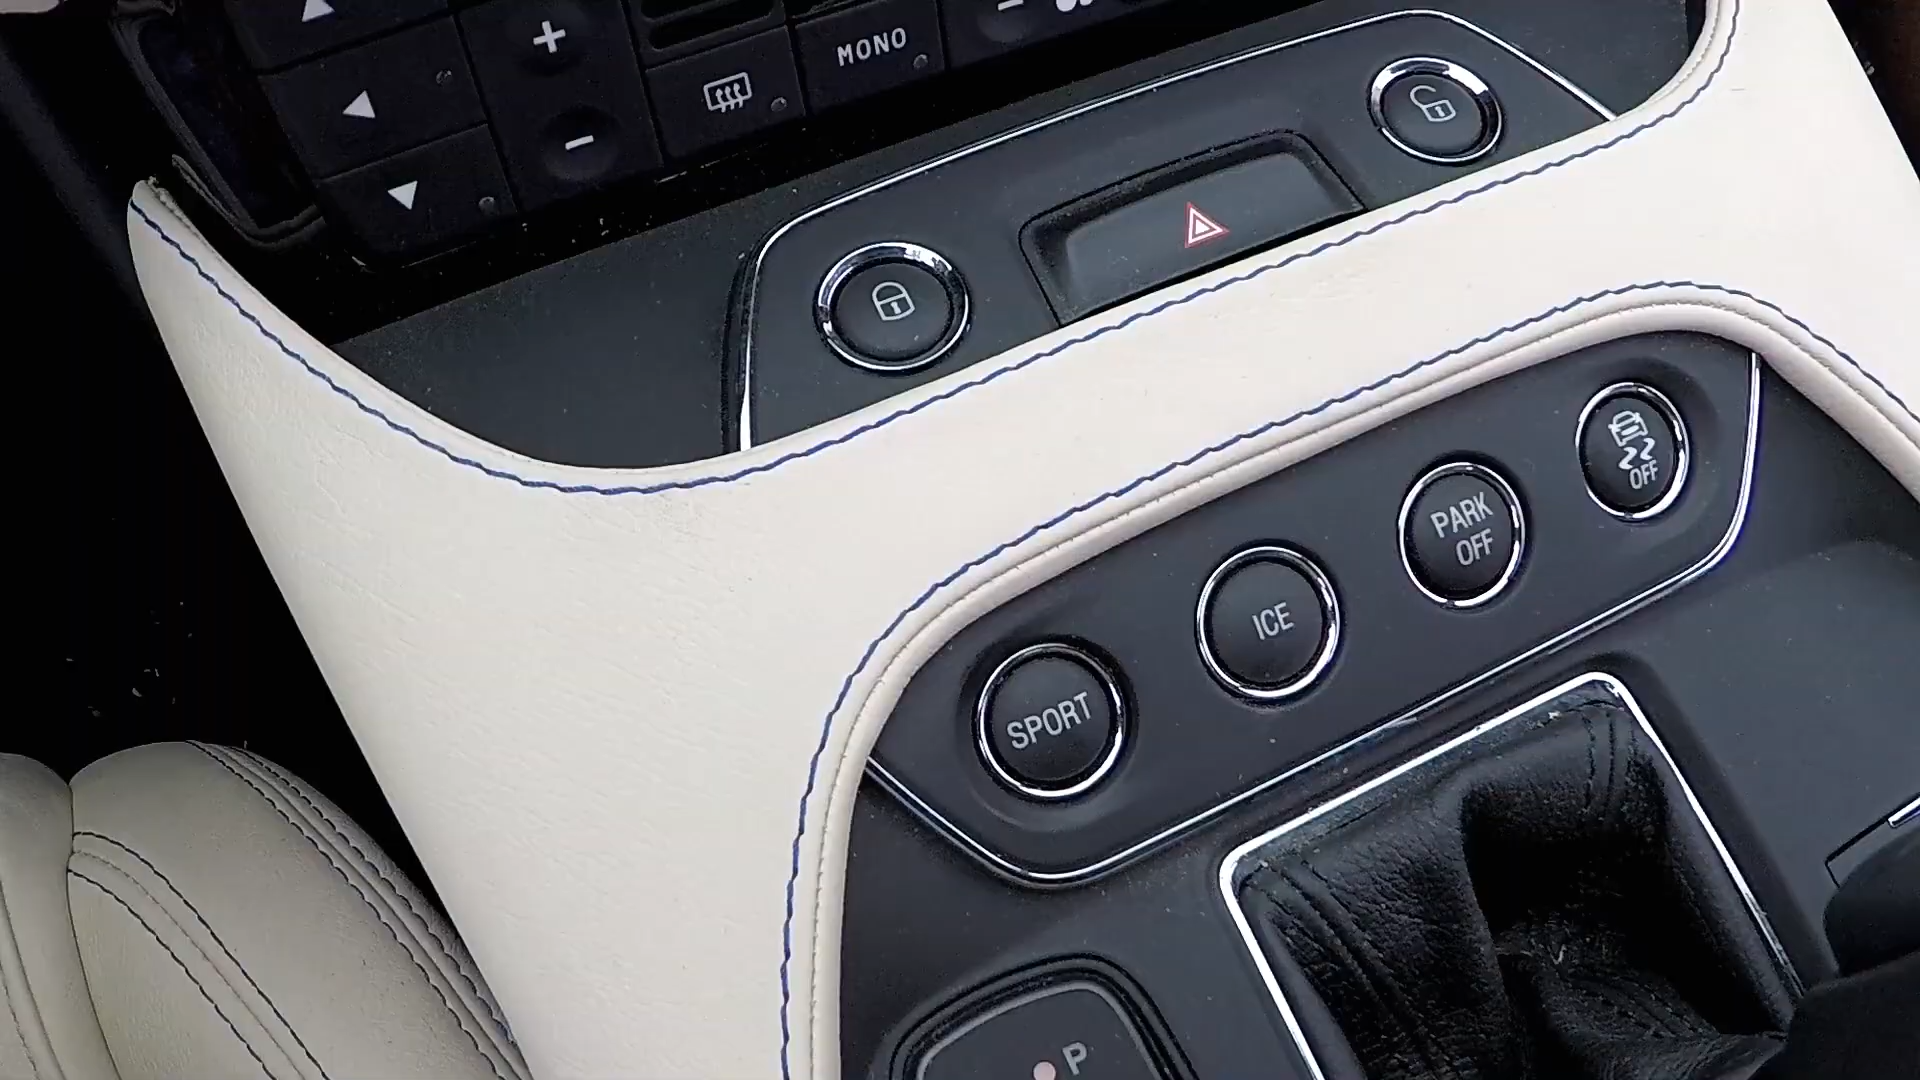 +
MONO
-
-
OFF
PARK
OFF
ICE
SPORT
P